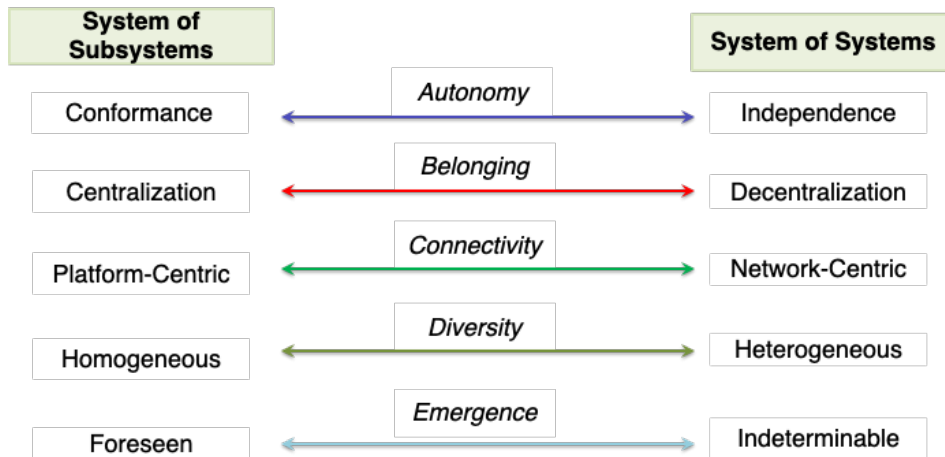 System of
Subsystems
System of Systems
Autonomy
Conformance
Independence
Belonging
Centralization
Decentralization
Connectivity
Platform-Centric
Network-Centric
Diversity
Homogeneous
Heterogeneous
Emergence
Foreseen
Indeterminable